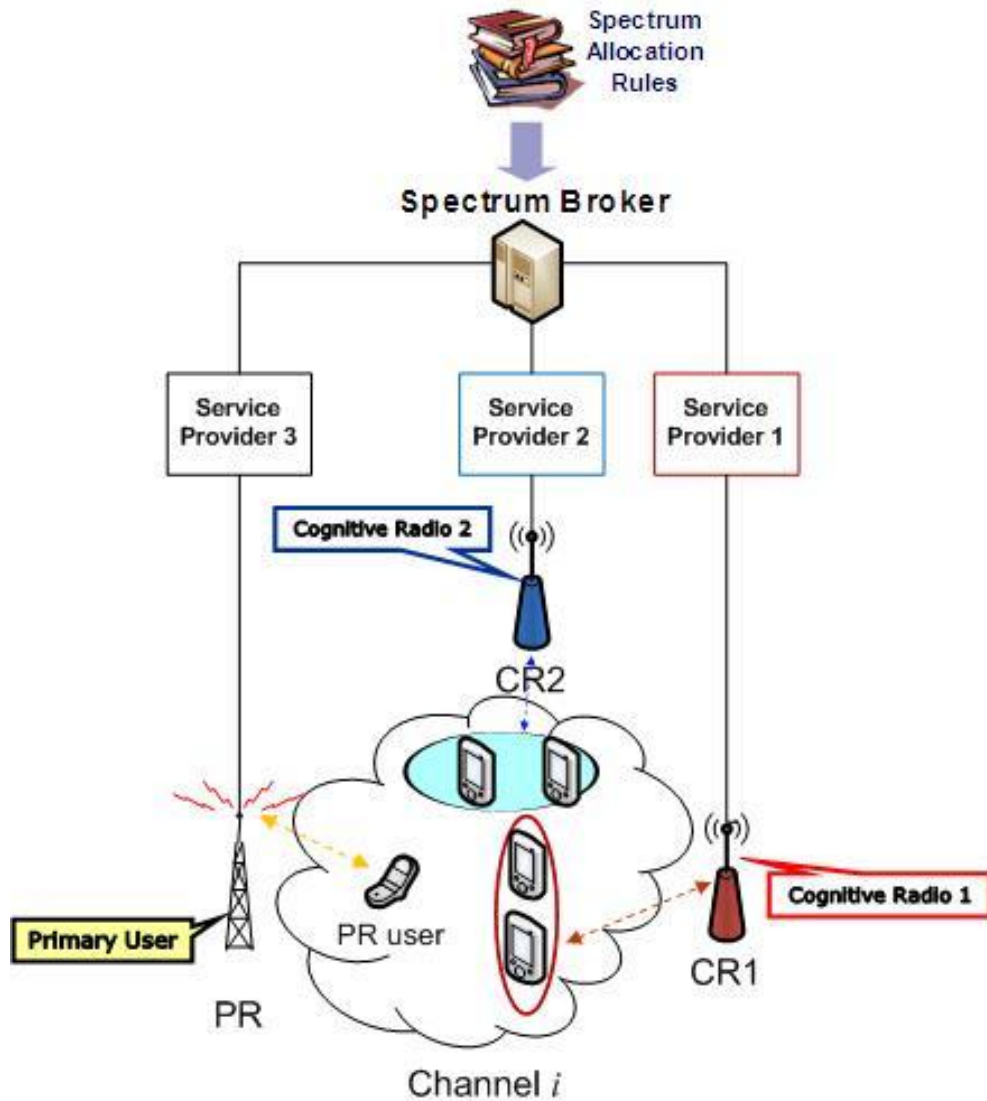 Spectrum
Allocation
Rules
Spectrum Broker
Service
Provider 3
Service
Provider 2
Service
Provider 1
Cognitive Radio 2
CR2
Cognitive Radio 1
CR1
PR user
Primary User
PR
Channel i